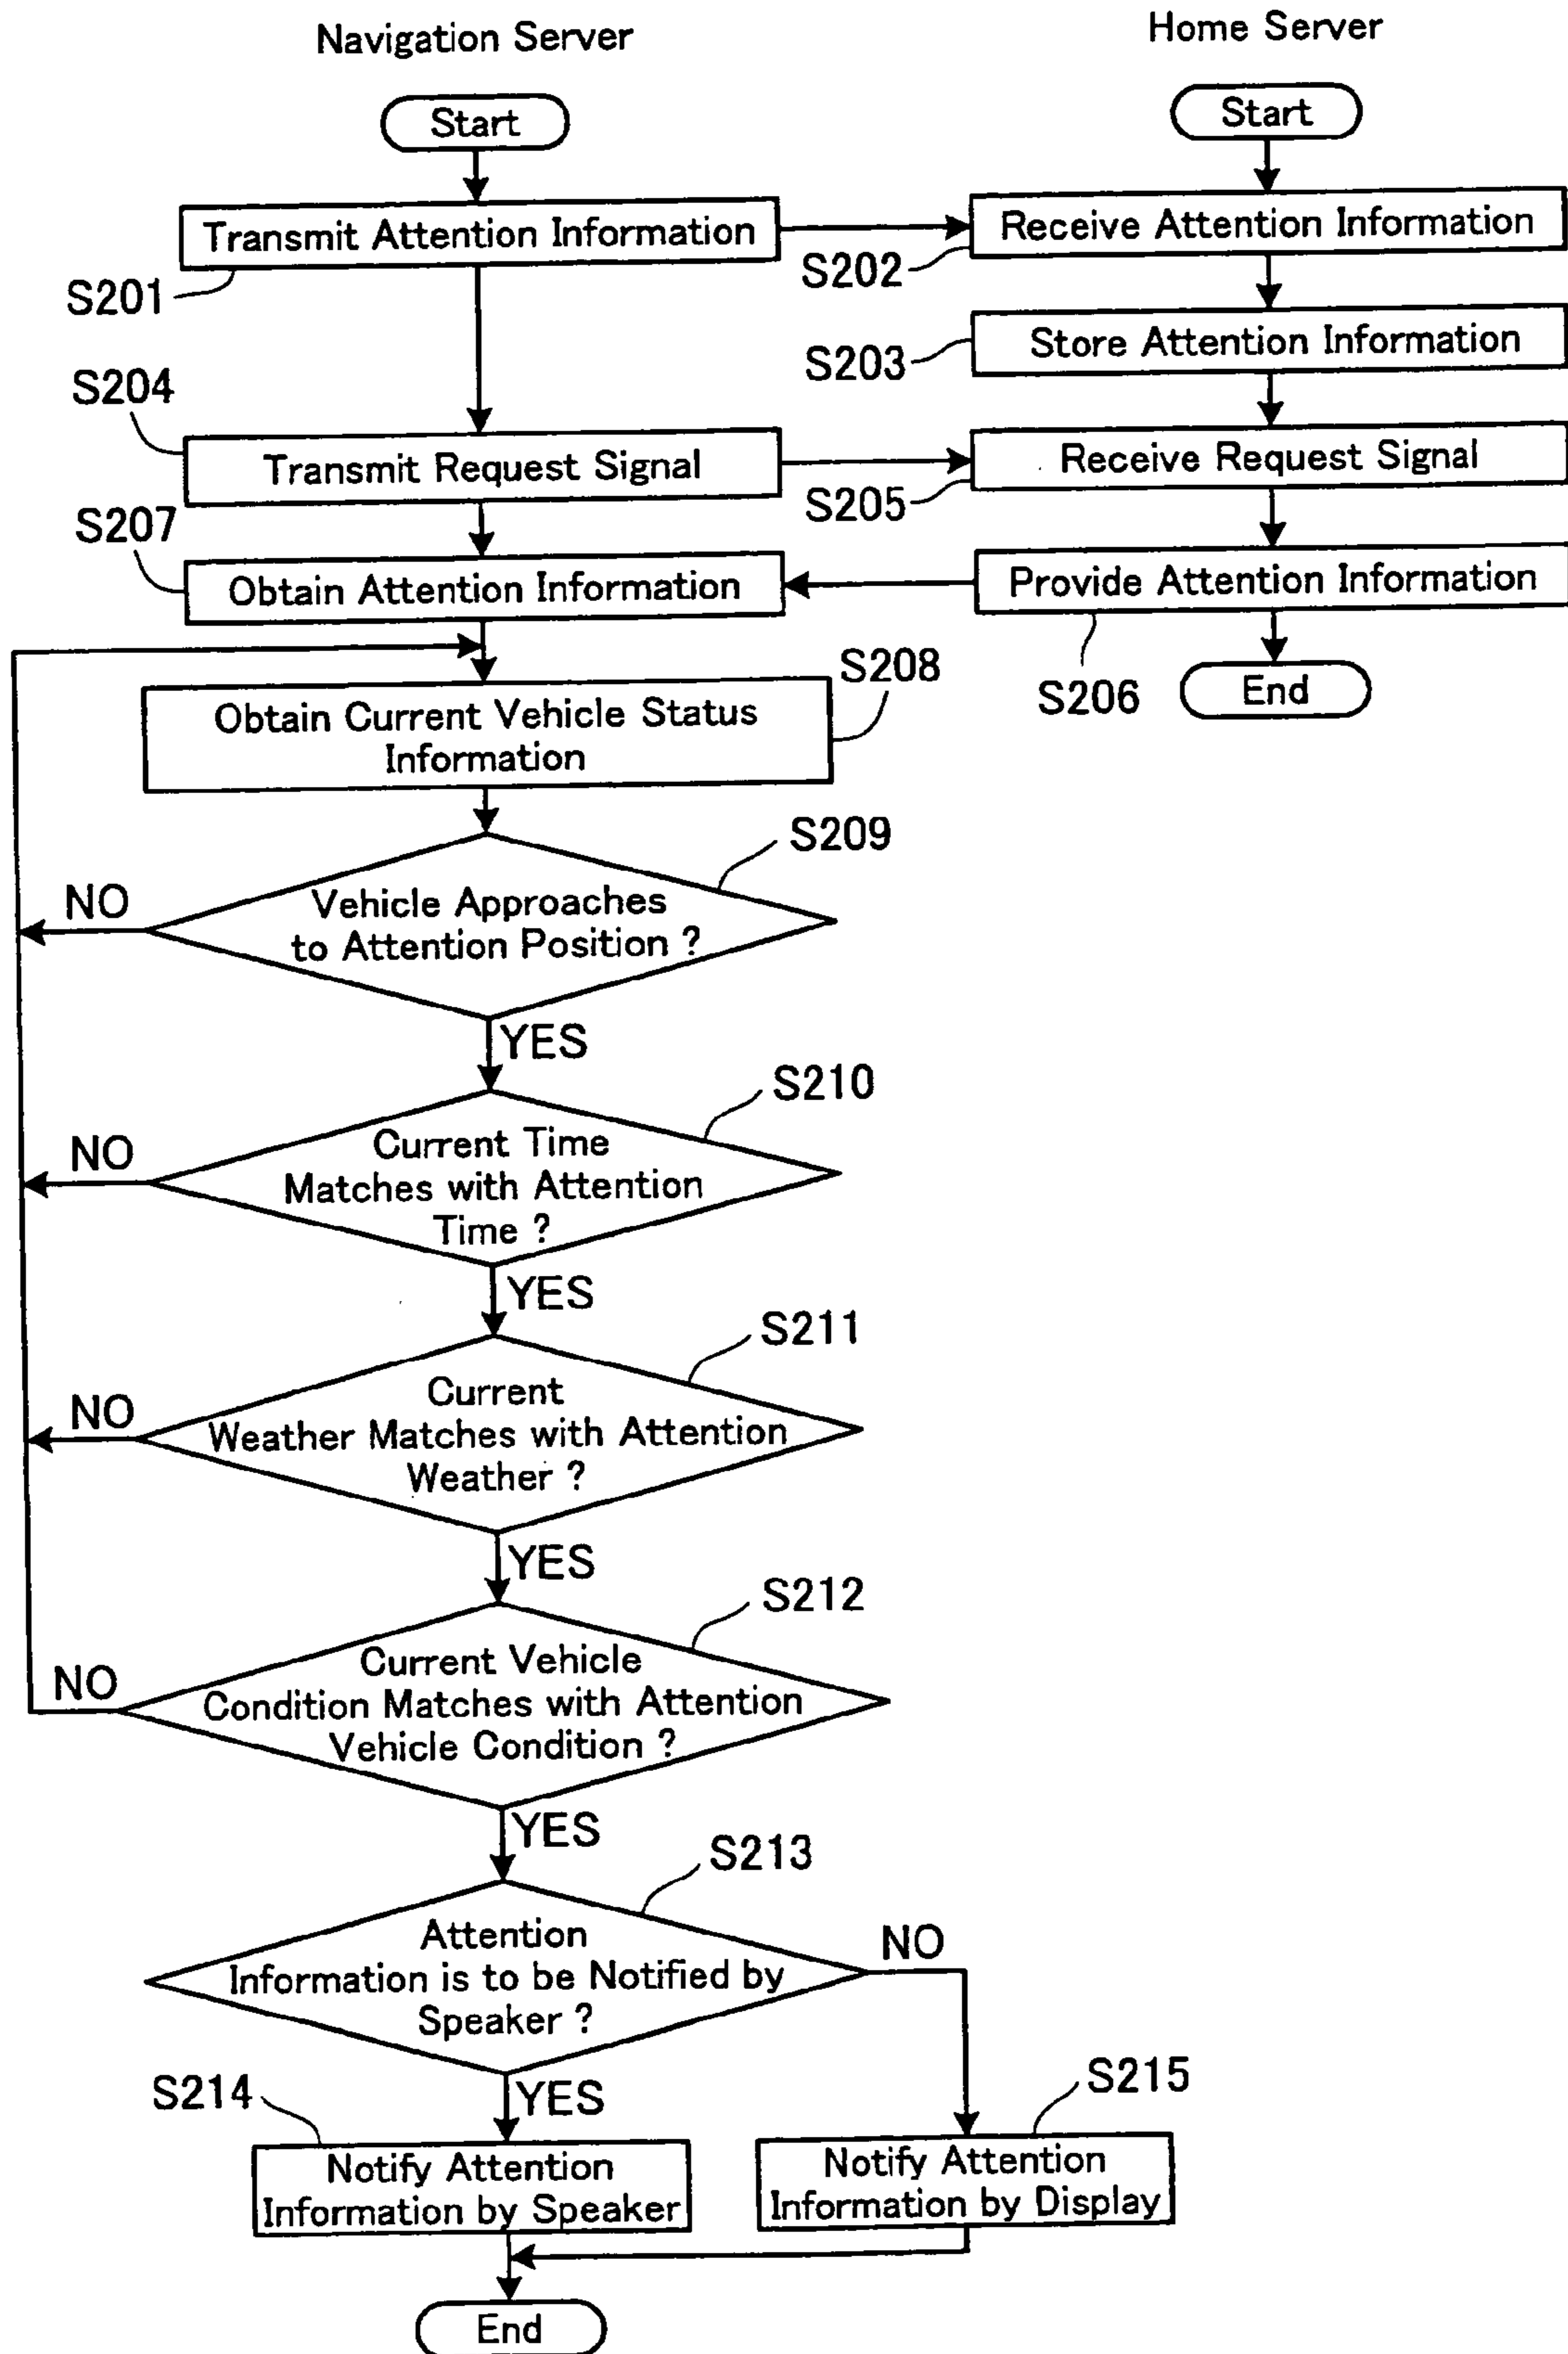 Navigation Server
Home Server
Start
Start
Transmit Attention Information
Receive Attention Information
S201
S202
Store Attention Information
S203
S204
Transmit Request Signal
Receive Request Signal
S205
S207
Obtain Attention Information
Provide Attention Information
S206
End
S208
Obtain Current Vehicle Status
Information
S209
Vehicle Approaches
to Attention Position ?
NO
YES
S210
Current Time
Matches with Attention
Time ?
NO
YES
S211
Current
Weather Matches with Attention
Weather ?
NO
YES
S212
Current Vehicle
Condition Matches with Attention
Vehicle Condition ?
NO
YES
S213
Attention
Information is to be Notified by
Speaker ?
NO
YES
S214
Notify Attention
Information by Speaker
S215
Notify Attention
Information by Display
End